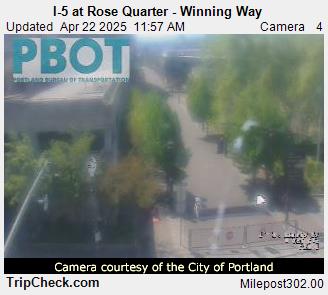 I-5 at Rose Quarter - Winning Way
Updated Apr 22 2025 11:57 AM Camera 4
PBOT
PORTLAND BUREAU OF TRANSPORTATION
Camera courtesy of the City of Portland
TripCheck.com Milepost302.00